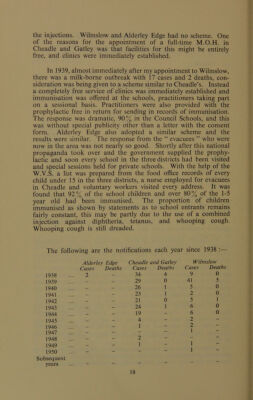 the injections. Wilmslow and Alderley Edge had no scheme. One
of the reasons for the appointment of a full-time M.O.H. in
Cheadle and Gatley was that facilities for this might be entirely
free, and clinics were immediately established.
In 1939, almost immediately after my appointment to Wilmslow,
there was a milk-borne outbreak with 17 cases and 2 deaths, con-
sideration was being given to a scheme similar to Cheadle's. Instead
a completely free service of clinics was immediately established and
immunisation was offered at the schools, practitioners taking part
on a sessional basis. Practitioners were also provided with the
prophylactic free in return for sending in records of immunisation.
The response was dramatic, 90% in the Council Schools, and this
was without special publicity other than a letter with the consent
form. Alderley Edge also adopted a similar scheme and the
results were similar. The response from the " evacuees " who were
now in the area was not nearly so good. Shortly after this national
propaganda took over and the government supplied the prophy-
lactic and soon every school in the three districts had been visited
and special sessions held for private schools. With the help of the
W.V.S. a list was prepared from the food office records of every
child under 15 in the three districts, a nurse employed for evacuees
in Cheadle and voluntary workers visited every address. It was
found that 92% of the school children and over 80% of the 1-5
year old had been immunised. The proportion of children
immunised as shown by statements as to school entrants remains
fairly constant, this may be partly due to the use of a combined
injection against diphtheria, tetanus, and whooping cough.
Whooping cough is still dreaded.
The following are the notifications each year since 1938 :—
Alderley Edge Cheadle and Gatley Wilmslow
Cases Deaths Cases Deaths Cases Deaths
1938 ... 2 - 34 4 9 0
1939 ... - - 29 0 41 5
1940 ... - - 26 1 5 0
1941 ... - - 23 1 2 0
1942 ... - - 21 0 5 1
1943 ... - - 24 1 6 0
1944 ... - - 19 - 6 0
1945 ... - - 4 - 2 -
1946 ... - - 1 - 2 -
1947 ... - - - - 1 -
1948 ... - - 2 - - -
1949 ... - - 1 - 1 -
1950 ... - - - - 1 -
Subsequent
years ... - - - - - -
18